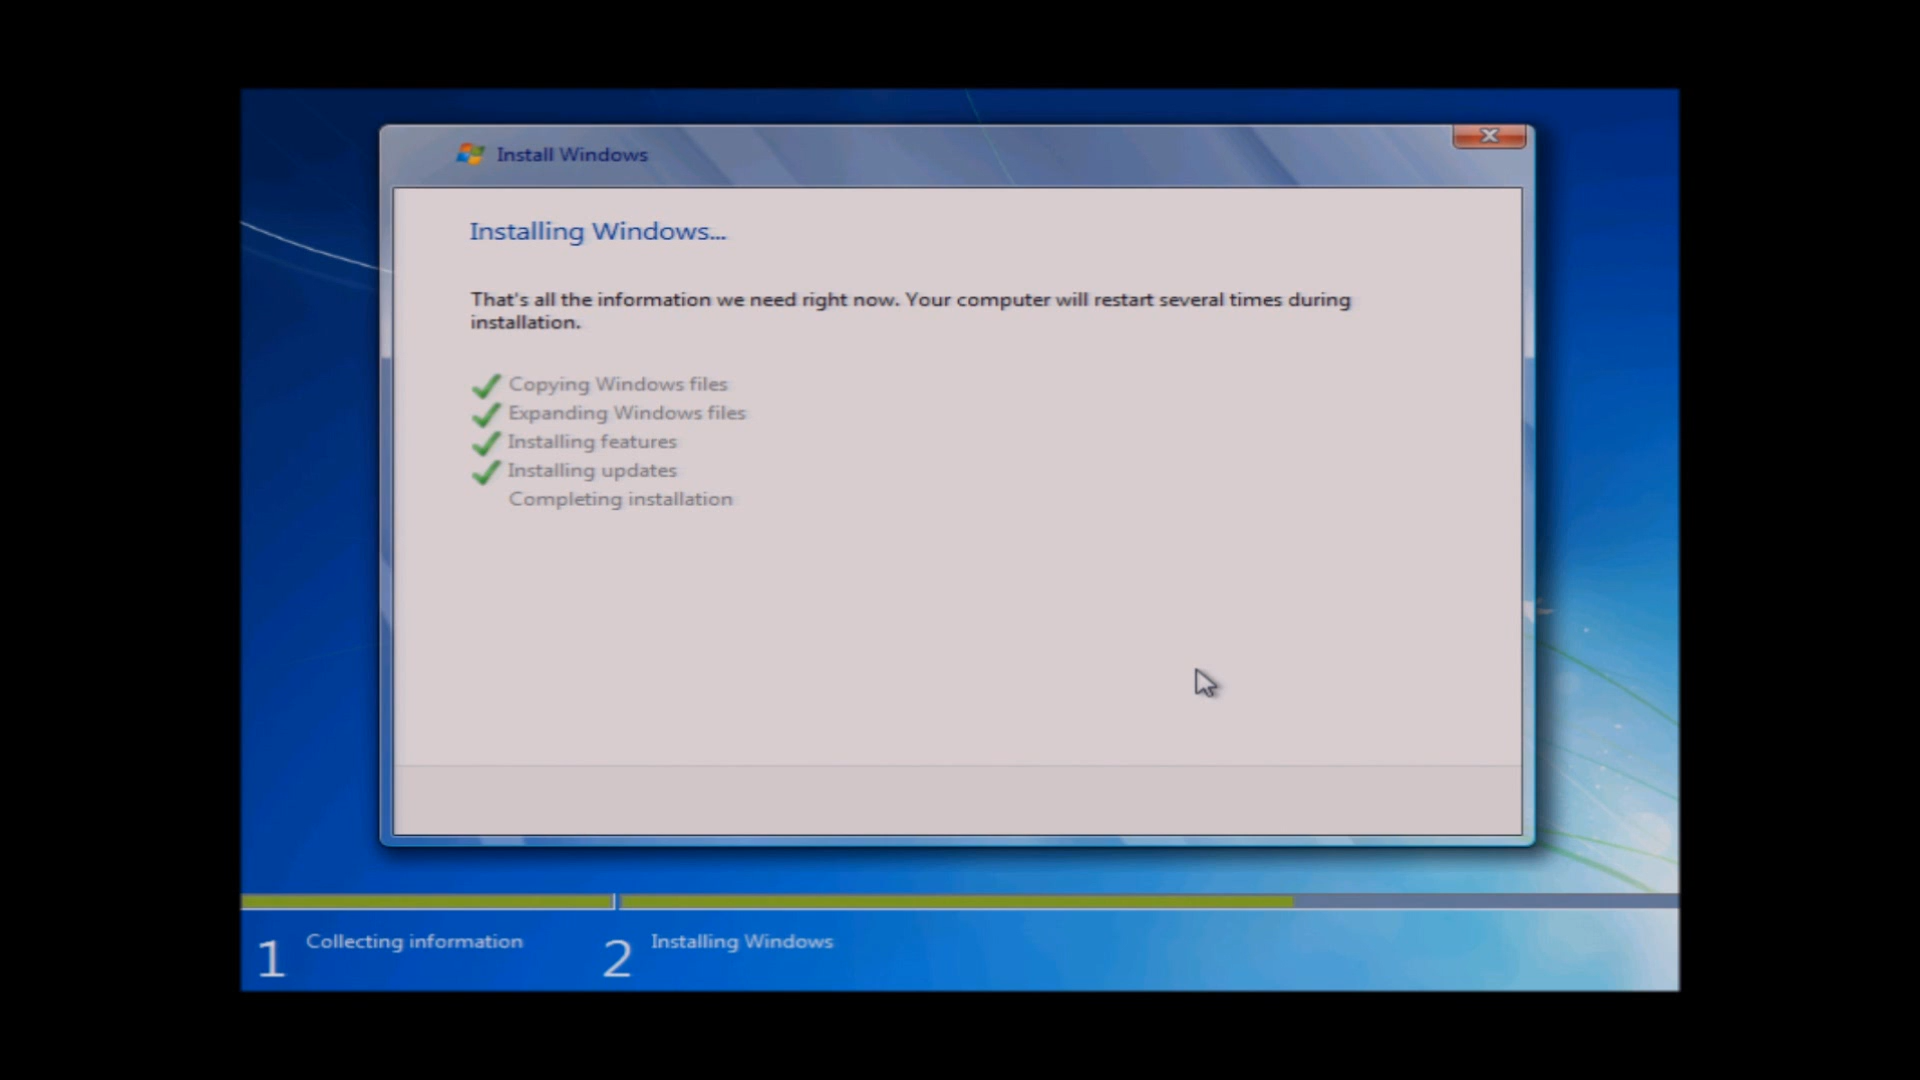 Install Windows
Installing Windows...
That's all the information we need right now. Your computer will restart several times during
installation.
Copying Windows files
Expanding Windows files
Installing features
Installing updates
Completing installation
1 Collecting information 2 Installing Windows